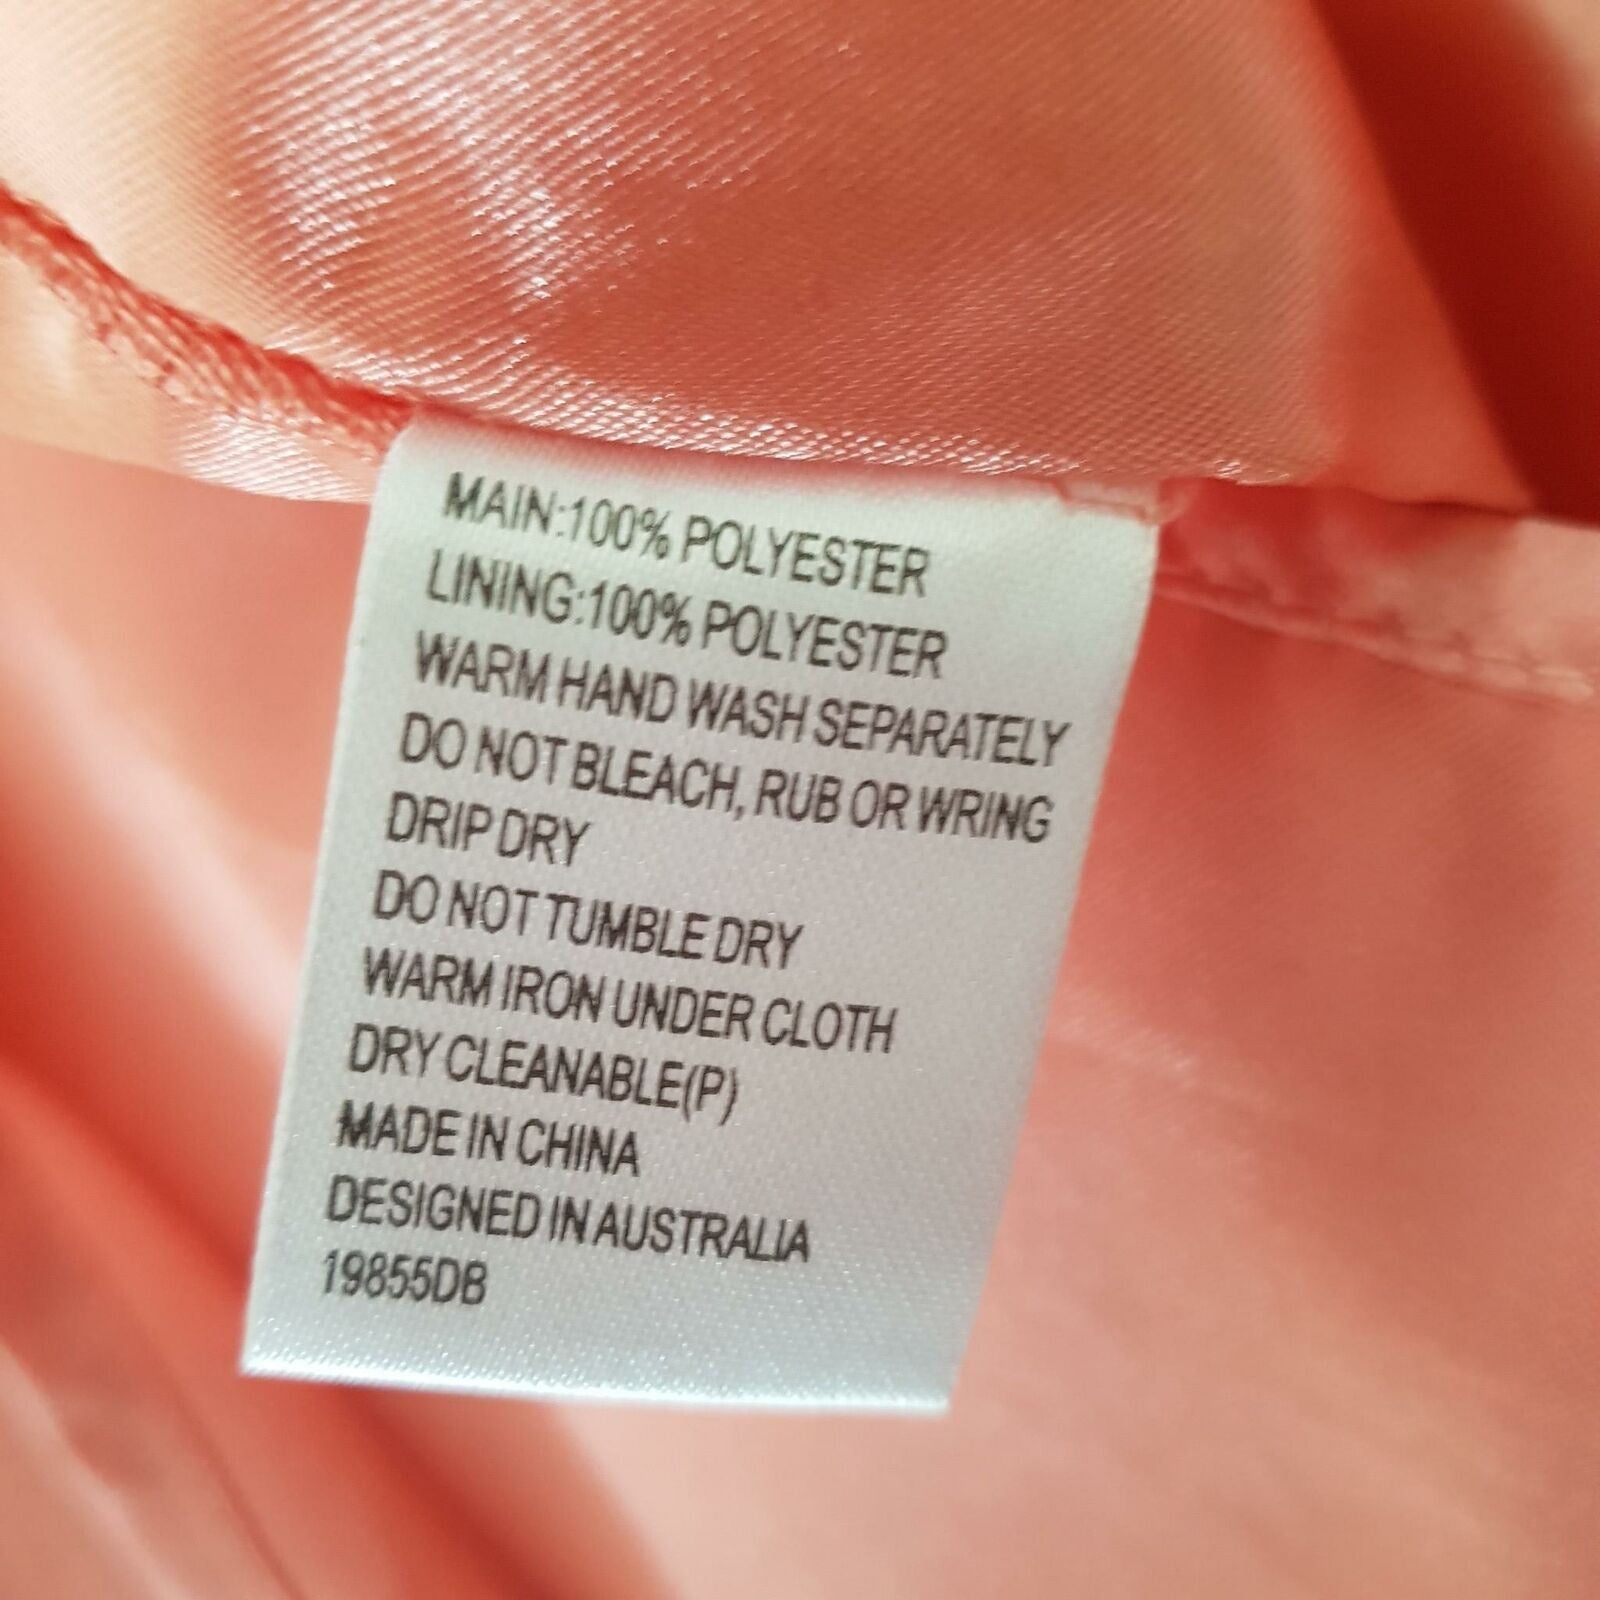 MAIN:100% POLYESTER
LINING:100% POLYESTER
WARM HAND WASH SEPARATELY
DO NOT BLEACH, RUB OR WRING
DRIP DRY
DO NOT TUMBLE DRY
WARM IRON UNDER CLOTH
DRY CLEANABLE(P)
MADE IN CHINA
DESIGNED IN AUSTRALIA
19855DB